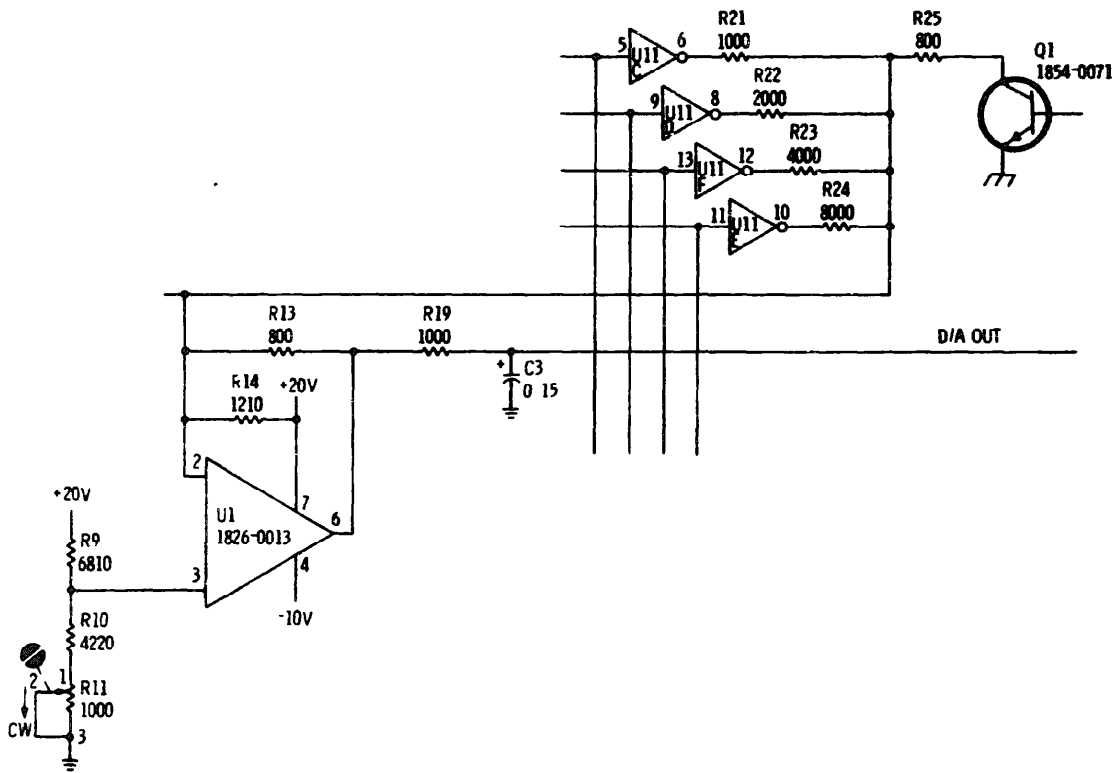 R21
1000
R25
800
Q1
1854-0071
5
U11
C
6
R22
2000
9
U11
D
8
R23
4000
13
U11
F
12
R24
8000
11
U11
E
10
R13
800
R19
1000
D/A OUT
+
C3
0 15
R14
1210
+20V
2
+20V
U1
1826-0013
7
6
R9
6810
3
4
-10V
R10
4220
2
1
R11
1000
CW
3